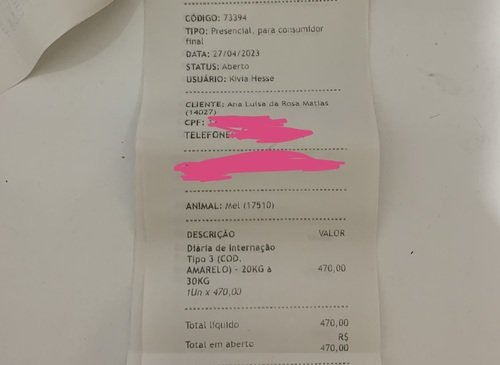 CÓDIGO: 73394
TIPO: Presencial, para consumidor
final
DATA: 27/04/2023
STATUS: Aberto
USUÁRIO: Kivia Hesse
CLIENTE: Ana Luisa da Rosa Matias
(14027)
CPF:
TELEFONE:
ANIMAL: Mel (17510)
DESCRIÇÃO VALOR
Diária de internação
Tipo 3 (COD.
AMARELO) - 20KG a 470,00
30KG
1Un x 470,00
Total líquido 470,00
R$
Total em aberto 470,00